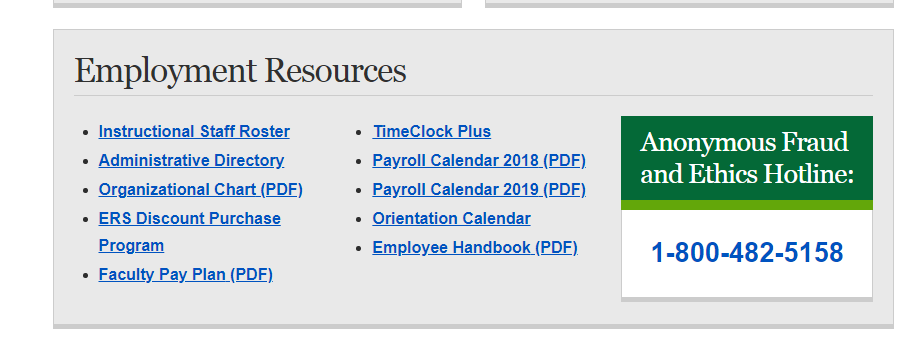 Employment Resources
Instructional Staff Roster
Administrative Directory
Organizational Chart (PDF)
ERS Discount Purchase
Program
Faculty Pay Plan (PDF)
TimeClock Plus
Payroll Calendar 2018 (PDF)
Payroll Calendar 2019 (PDF)
Orientation Calendar
Employee Handbook (PDF)
Anonymous Fraud
and Ethics Hotline:
1-800-482-5158